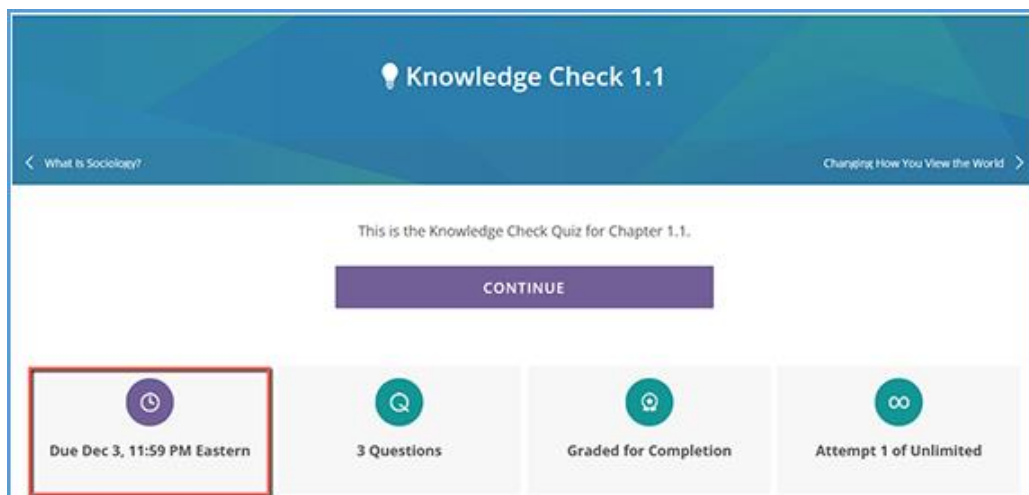 Knowledge Check 1.1
What Is Sociology?
Changing How You View the World
This is the Knowledge Check Quiz for Chapter 1.1.
CONTINUE
Due Dec 3, 11:59 PM Eastern
3 Questions
Graded for Completion
Attempt 1 of Unlimited